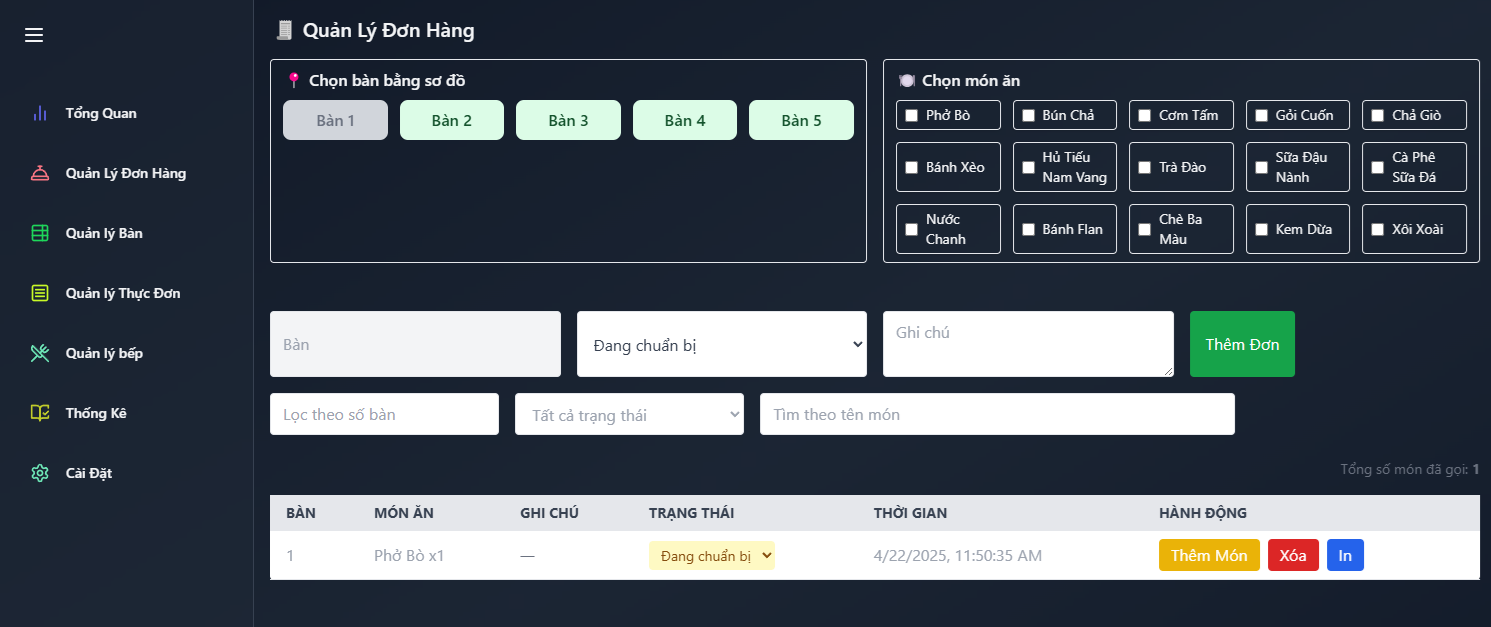 Quản Lý Đơn Hàng
Tổng Quan
Quản Lý Đơn Hàng
Quản lý Bàn
Quản lý Thực Đơn
Quản lý bếp
Thống Kê
Cài Đặt
Chọn bàn bằng sơ đồ
Bàn 1 Bàn 2 Bàn 3 Bàn 4 Bàn 5
Chọn món ăn
Phở Bò Bún Chả Cơm Tấm Gỏi Cuốn Chả Giò
Bánh Xèo
Hủ Tiếu
Nam Vang
Trà Đào
Sữa Đậu
Nành
Cà Phê
Sữa Đá
Nước
Chanh
Bánh Flan
Chè Ba
Màu
Kem Dừa
Xôi Xoài
Bàn
Đang chuẩn bị
Ghi chú
Thêm Đơn
Lọc theo số bàn
Tất cả trạng thái
Tìm theo tên món
Tổng số món đã gọi: 1
BÀN MÓN ĂN GHI CHÚ TRẠNG THÁI THỜI GIAN HÀNH ĐỘNG
1 Phở Bò x1 — Đang chuẩn bị 4/22/2025, 11:50:35 AM Thêm Món Xóa In